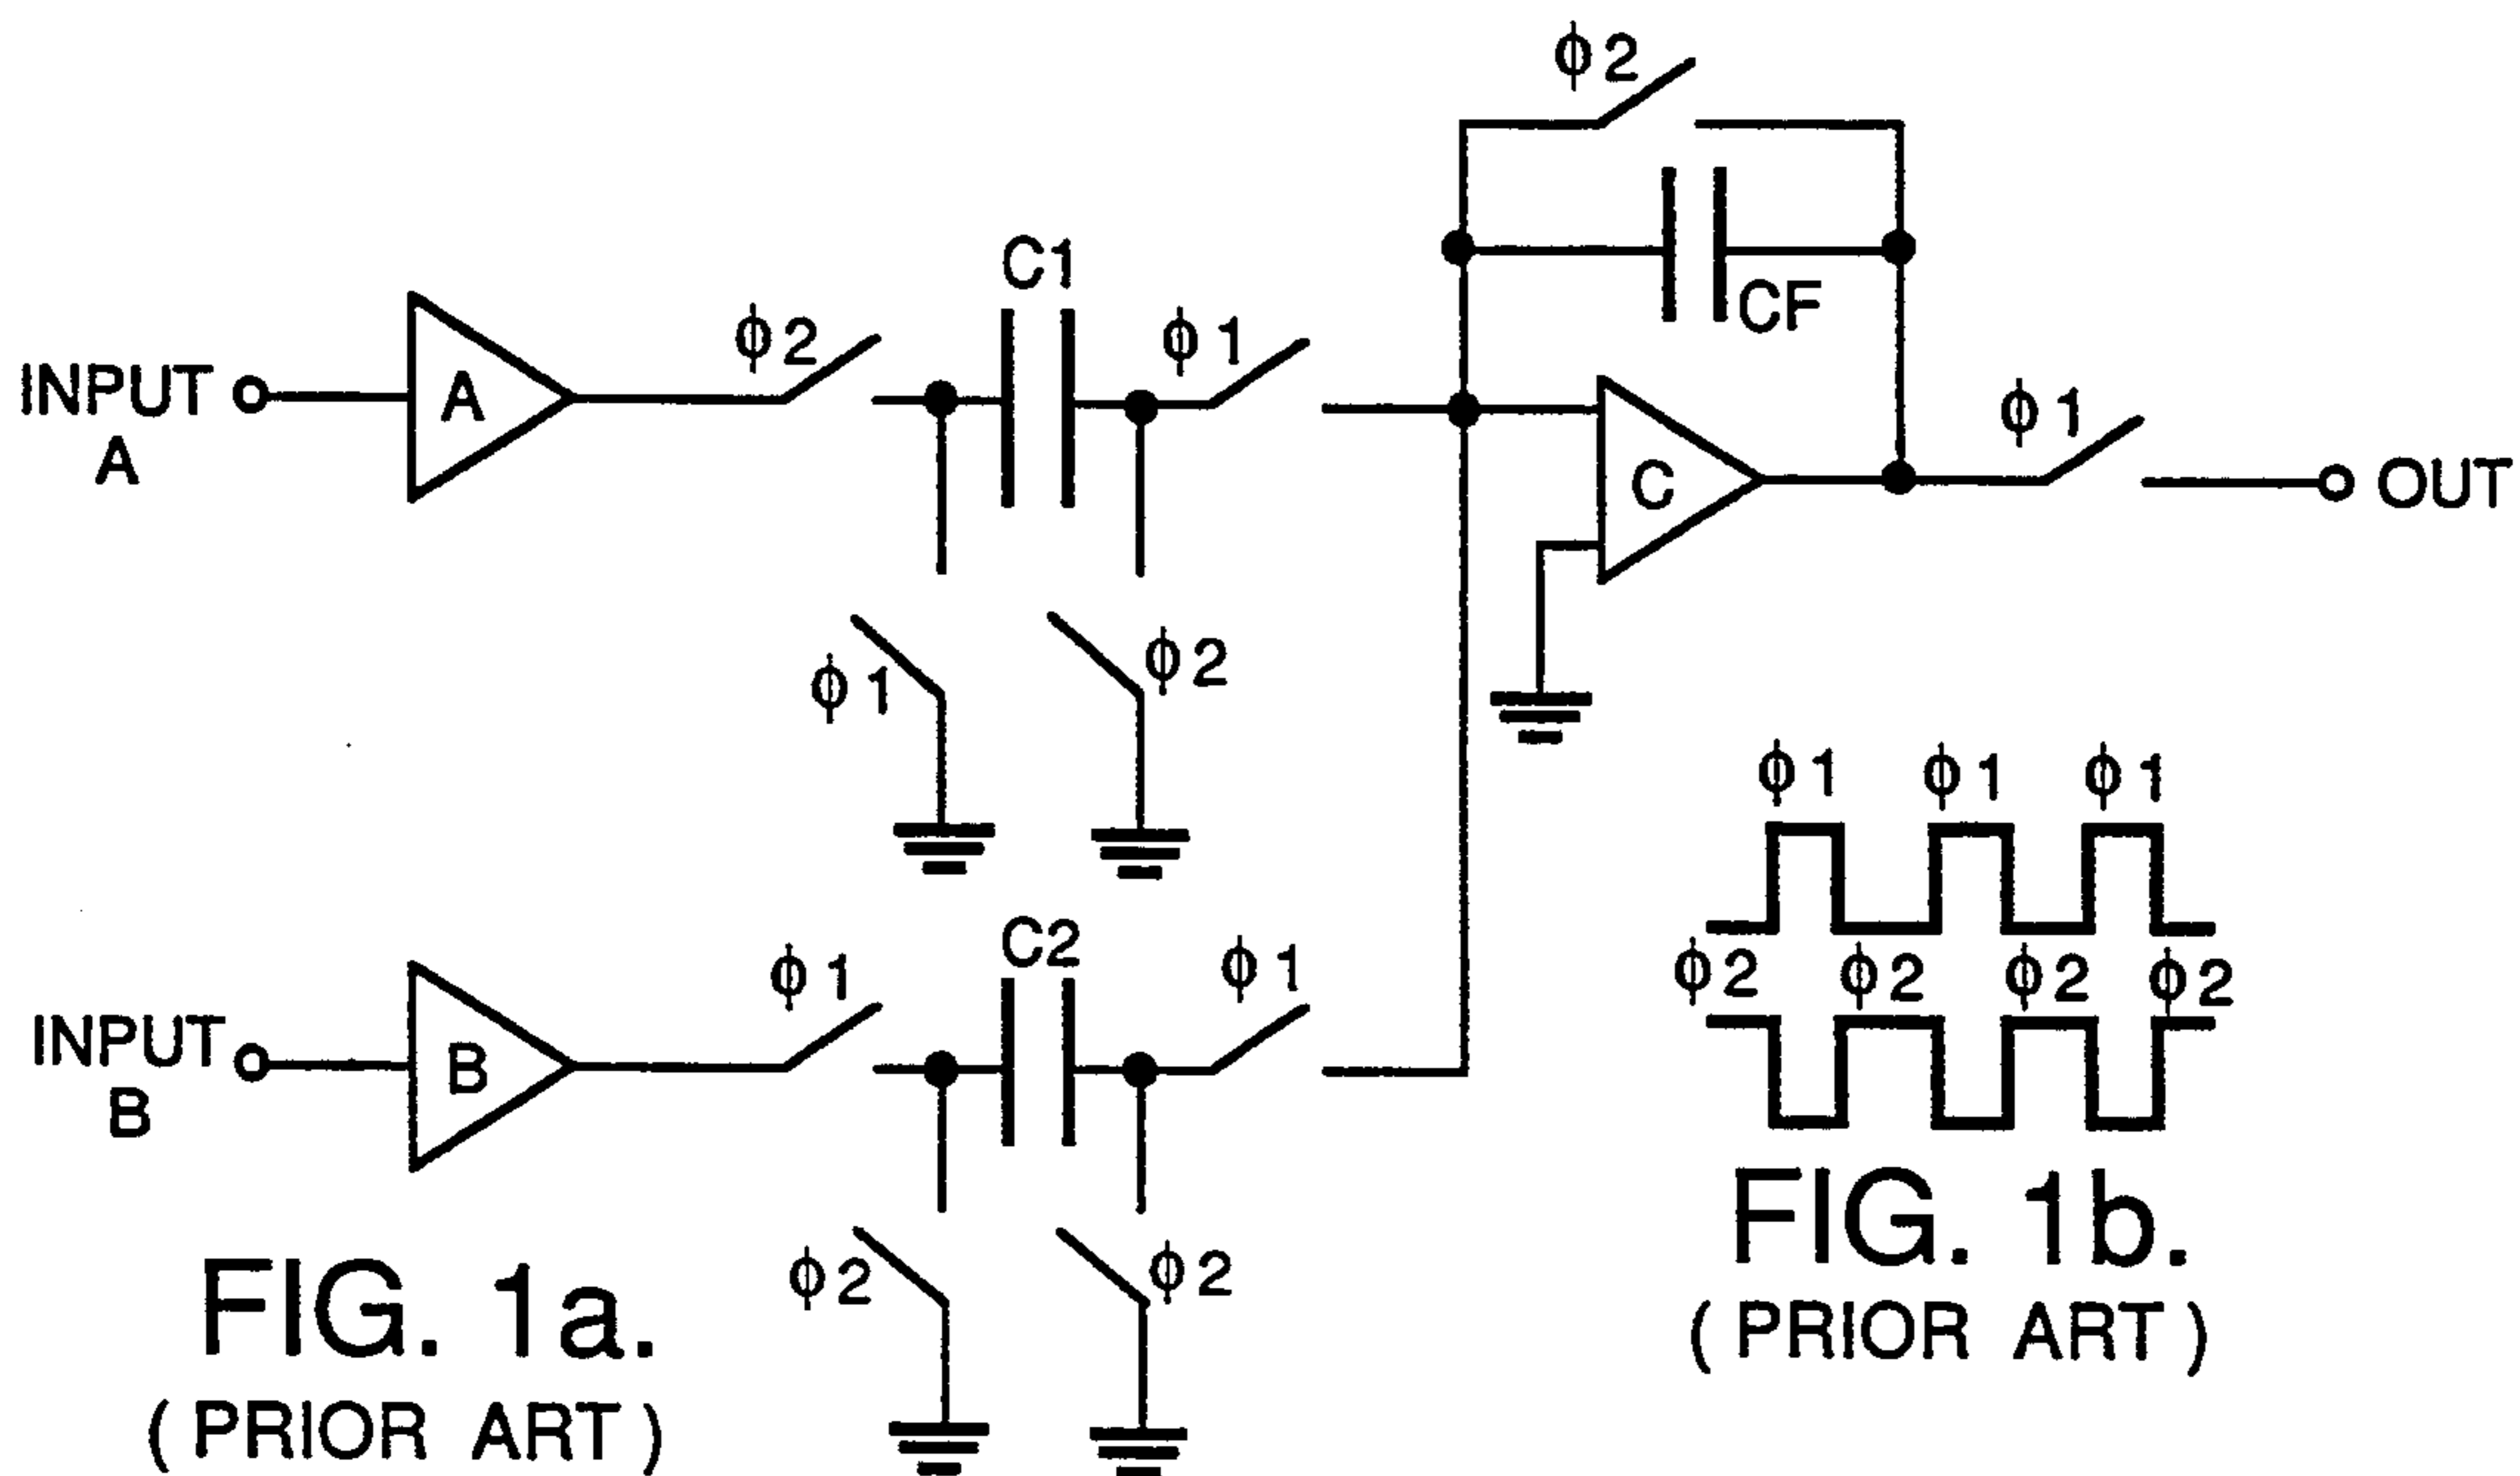 ϕ2
C1
CF
INPUT
A
A
ϕ2
ϕ1
C
ϕ1
OUT
ϕ1
ϕ2
ϕ1 ϕ1 ϕ1
C2
ϕ2 ϕ2 ϕ2 ϕ2
INPUT
B
B
ϕ1
ϕ1
ϕ2
ϕ2
FIG. 1a.
( PRIOR ART )
FIG. 1b.
( PRIOR ART )